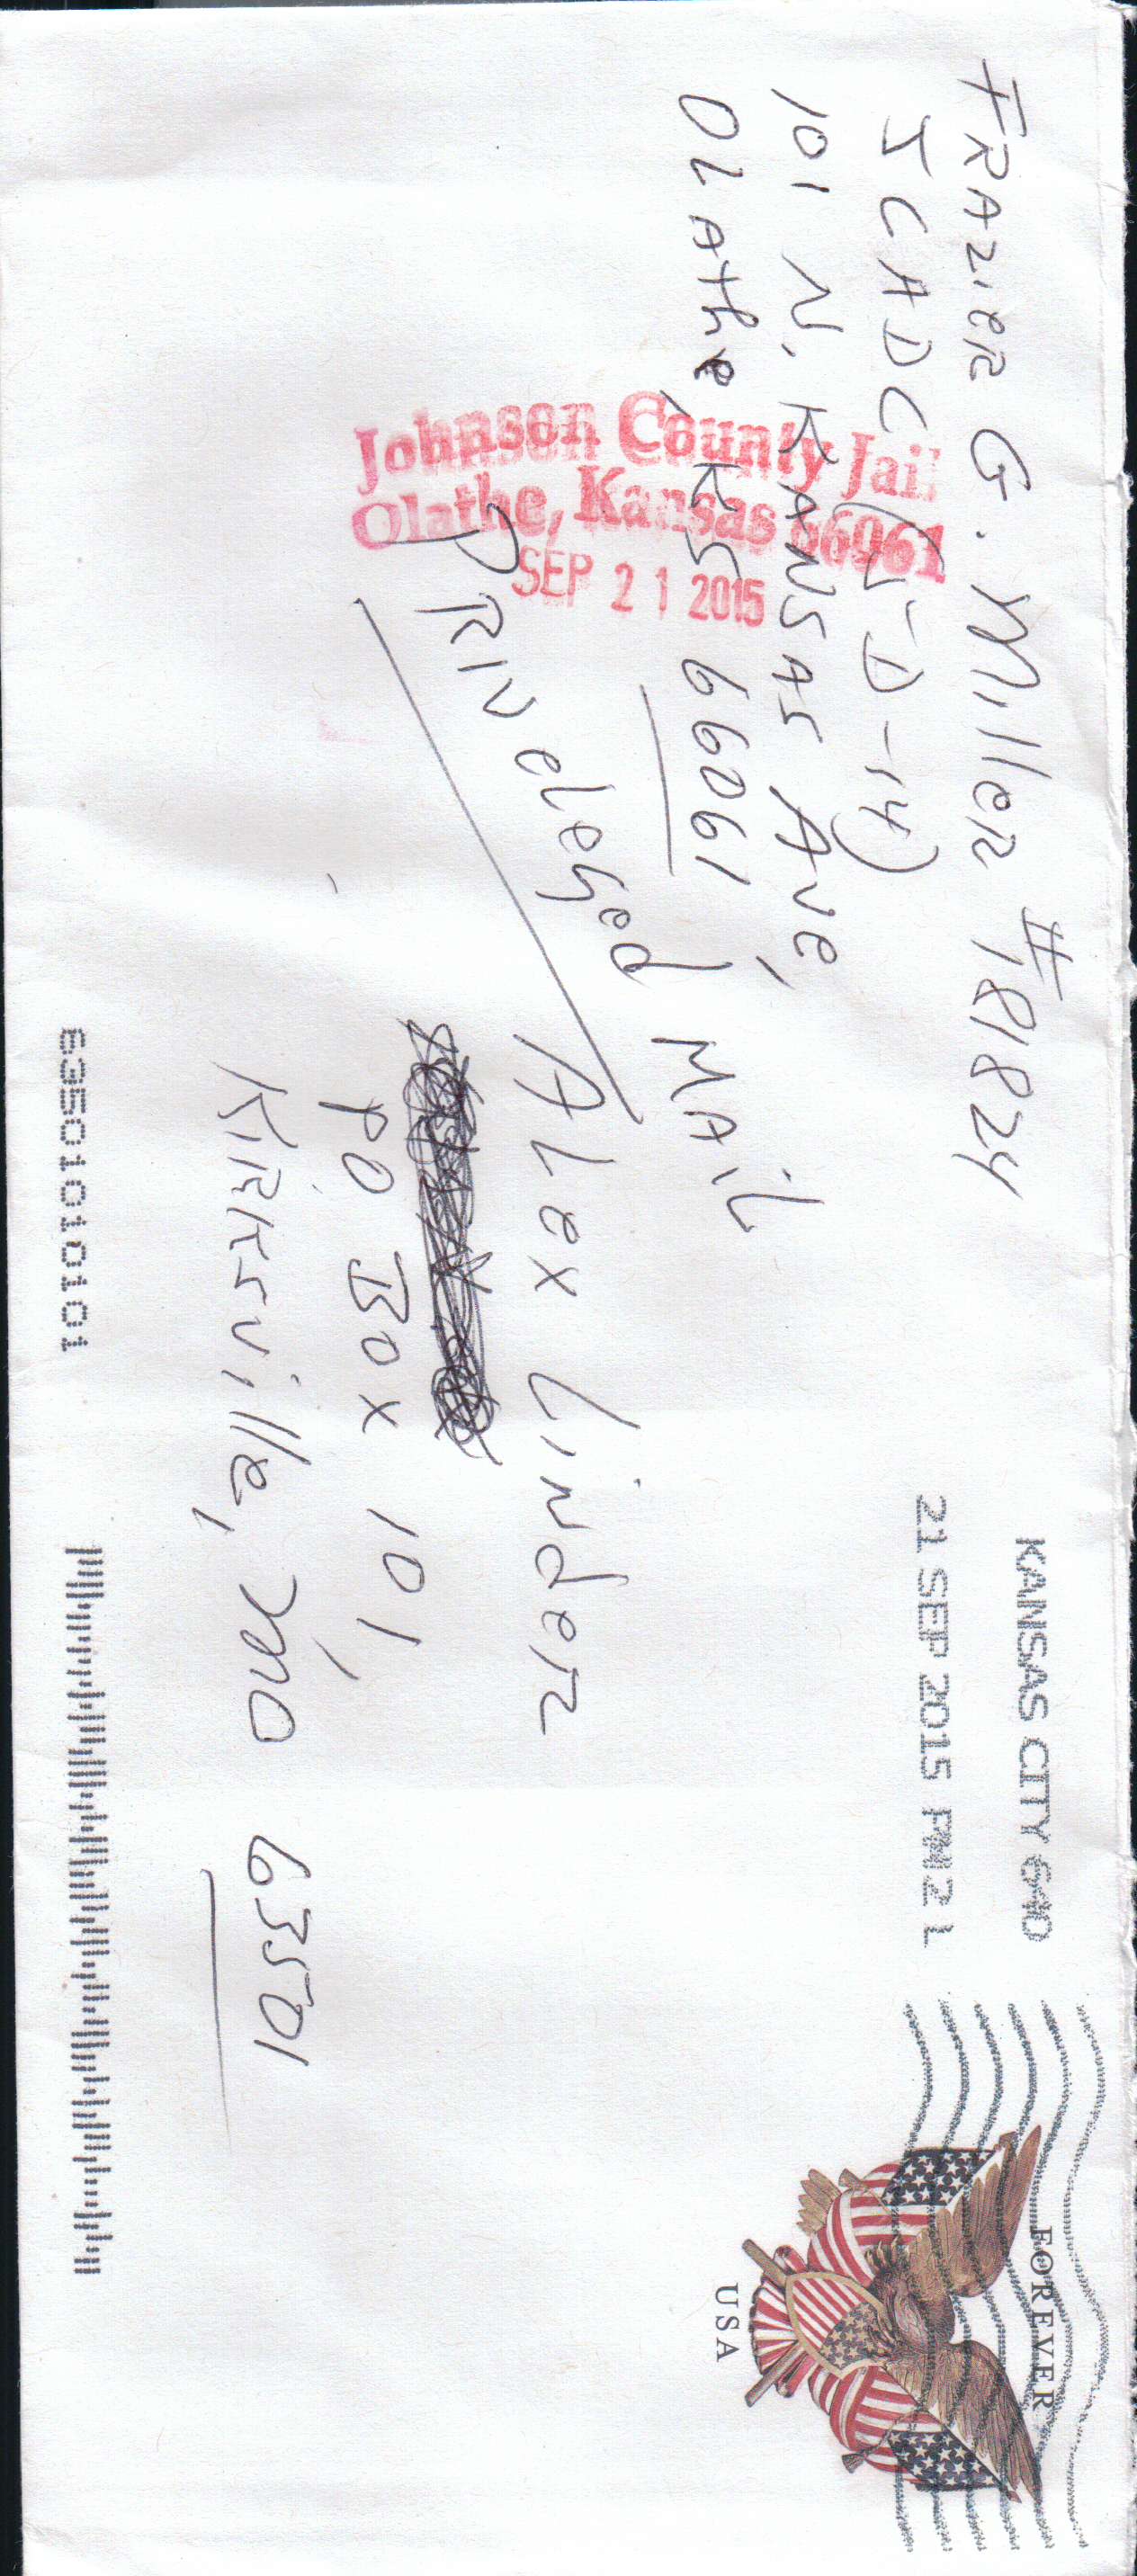 FRAZIER G. Miller # 181824
JCADC (5-D-14)
101 N. KANSAS Ave,
OLAthe, KS 66061
Johnson County Jail
Olathe, Kansas 66061
SEP 21 2015
PRIVeleged MAIL
KANSAS CITY 640
21 SEP 2015 PM 2 L
FOREVER
USA
ALex Linder
PO Box 101,
KiRKsville, MO 63501
6350101010101